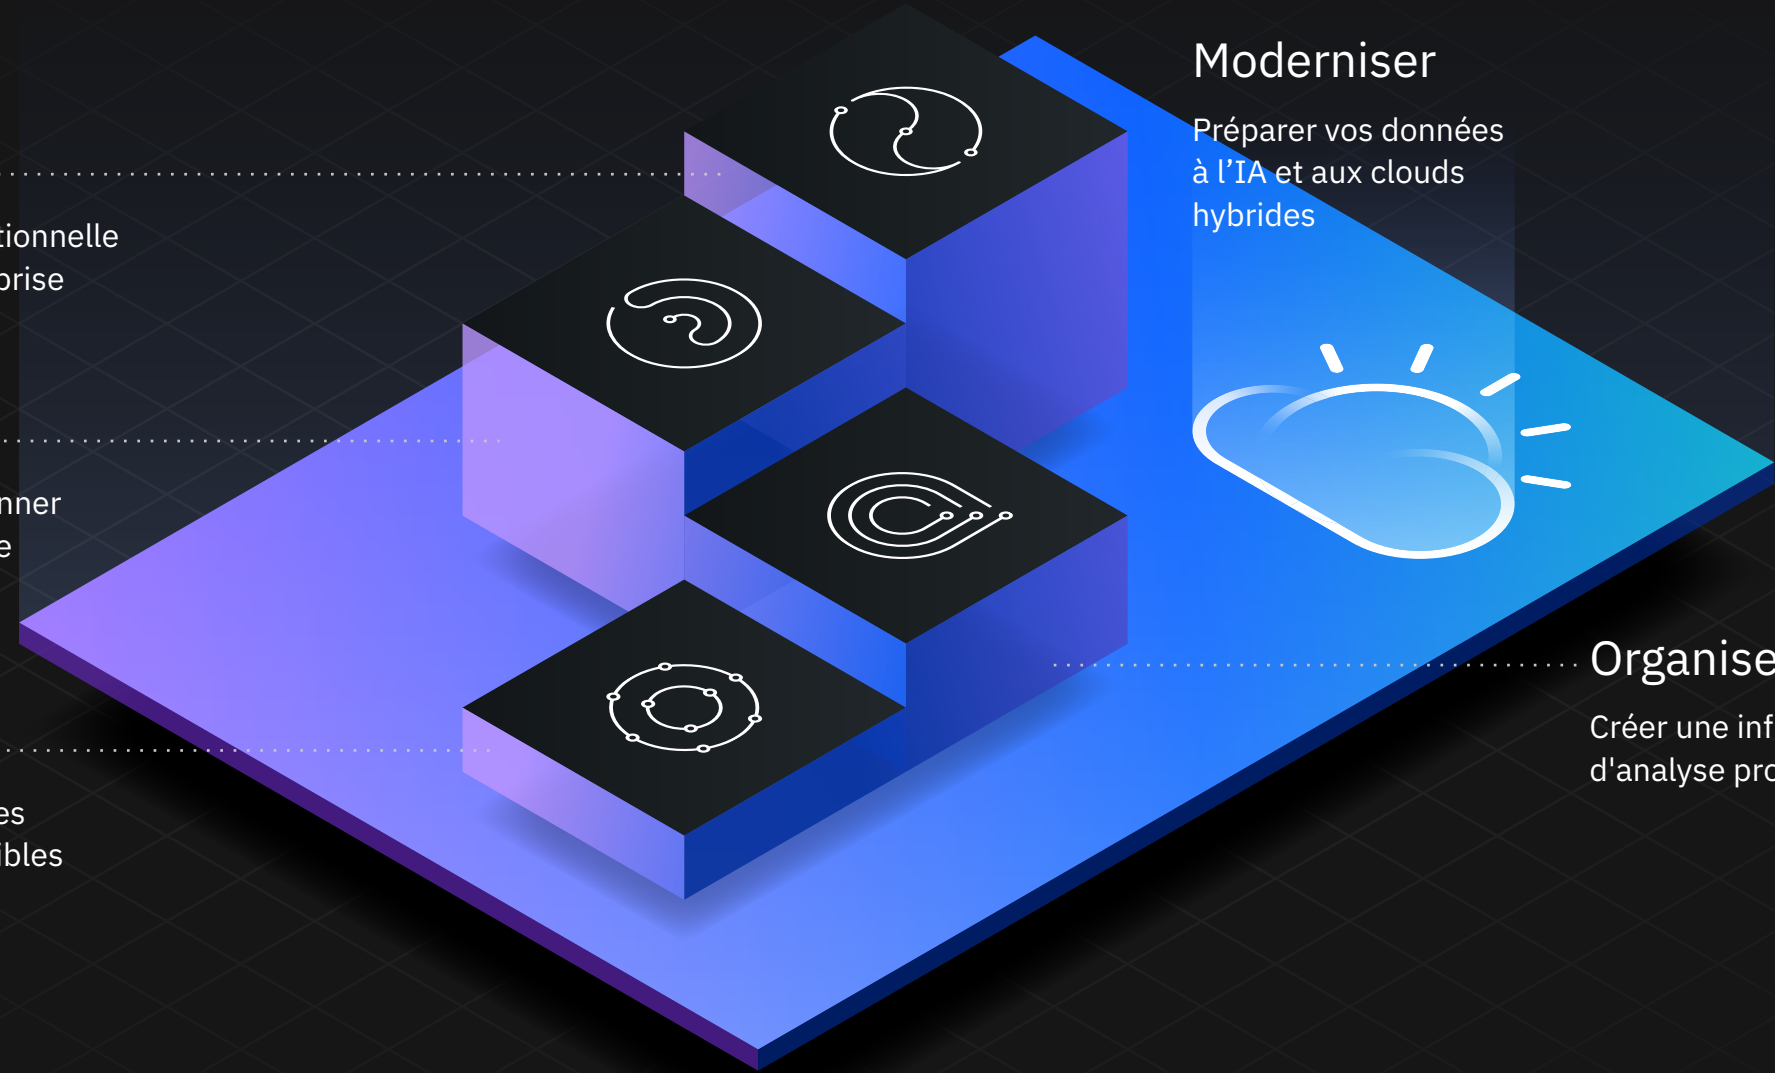 Moderniser
Préparer vos données
à l’IA et aux clouds
hybrides
tionnelle
prise
nner
e
Organise
Créer une inf
d'analyse pro
es
ibles